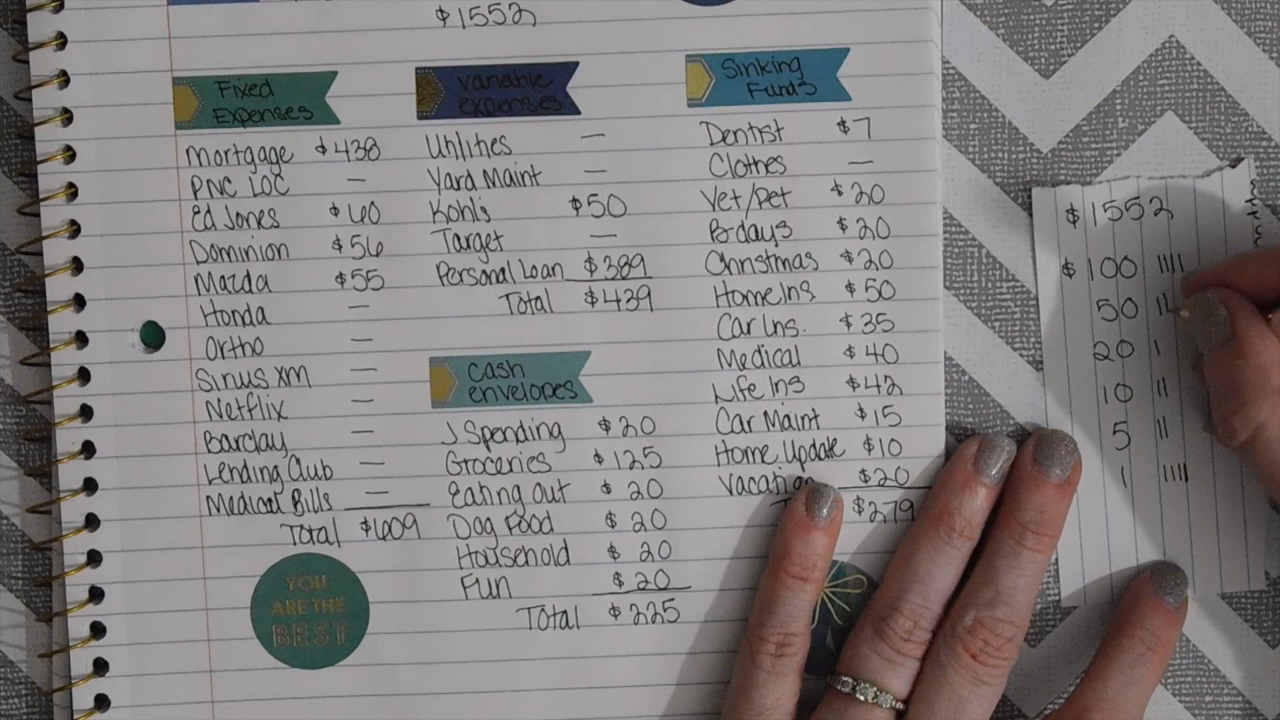 $1552
Fixed Expenses
Mortgage $438
PNC LOC —
Ed Jones $60
Dominion $56
Mazda $55
Honda —
Ortho —
Sirius xm —
Netflix —
Barclay —
Lending Club —
Medical Bills —
Total $609
YOU
ARE THE
BEST
Variable expenses
Utilities —
Yard Maint —
Kohls $50
Target —
Personal Loan $389
Total $439
Cash envelopes
J Spending $20
Groceries $125
Eating Out $20
Dog Food $20
Household $20
Fun $20
Total $225
Sinking Funds
Dentist $7
Clothes —
Vet/Pet $20
B-days $20
Christmas $20
Home Ins $50
Car Ins. $35
Medical $40
Life Ins $42
Car Maint $15
Home Update $10
Vacation $20
$279
$1552
$100 ||||
50 ||
20 |
10 ||
5 ||
1 ||||